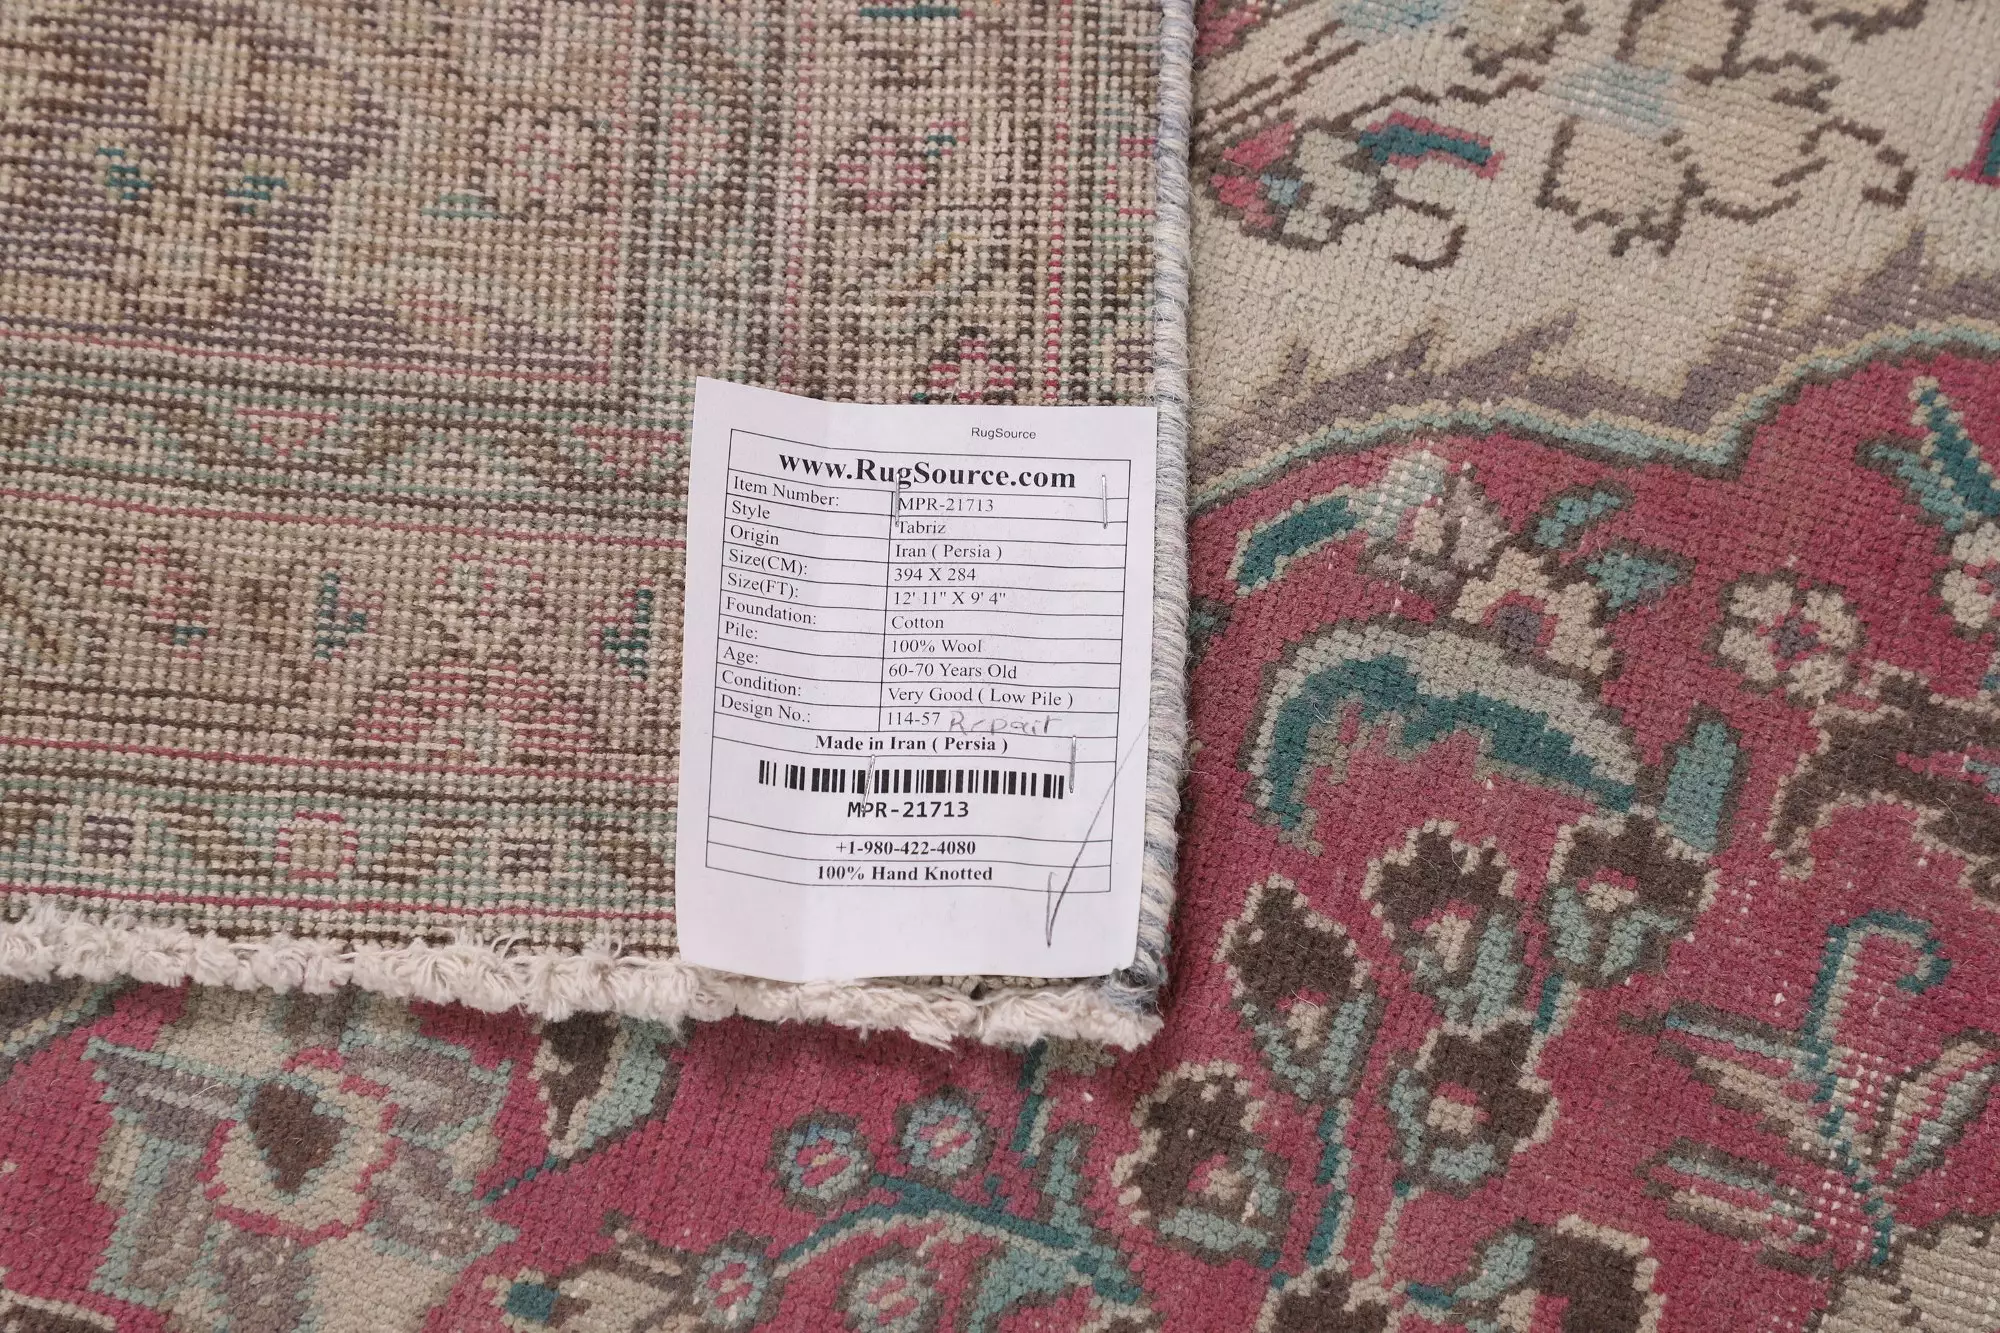 RugSource
www.RugSource.com
Item Number: MPR-21713
Style Tabriz
Origin Iran ( Persia )
Size(CM): 394 X 284
Size(FT): 12' 11" X 9' 4"
Foundation: Cotton
Pile: 100% Wool
Age: 60-70 Years Old
Condition: Very Good ( Low Pile )
Design No.: 114-57 Repair
Made in Iran ( Persia )
MPR-21713
+1-980-422-4080
100% Hand Knotted